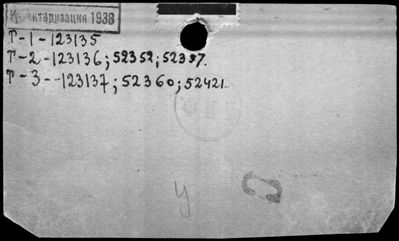 Инвентаризация 1938
Т-1-123135
Т-2-123136; 52352; 52357.
Т-3--123137; 52360; 52421.
У